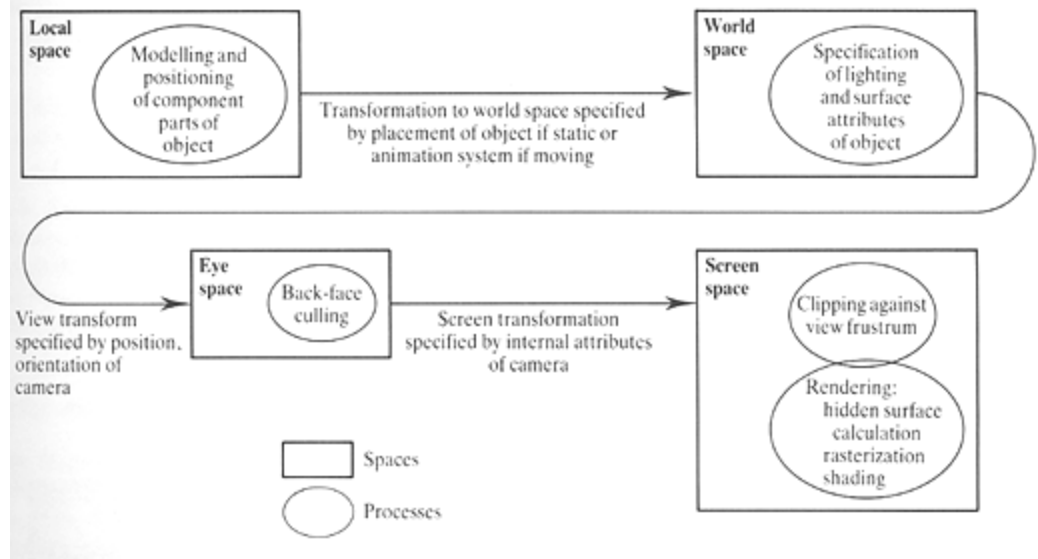 Local
space
Modelling and
positioning
of component
parts of
object
Transformation to world space specified
by placement of object if static or
animation system if moving
World
space
Specification
of lighting
and surface
attributes
of object
View transform
specified by position,
orientation of
camera
Eye
space
Back-face
culling
Screen transformation
specified by internal attributes
of camera
Screen
space
Clipping against
view frustrum
Rendering:
hidden surface
calculation
rasterization
shading
Spaces
Processes